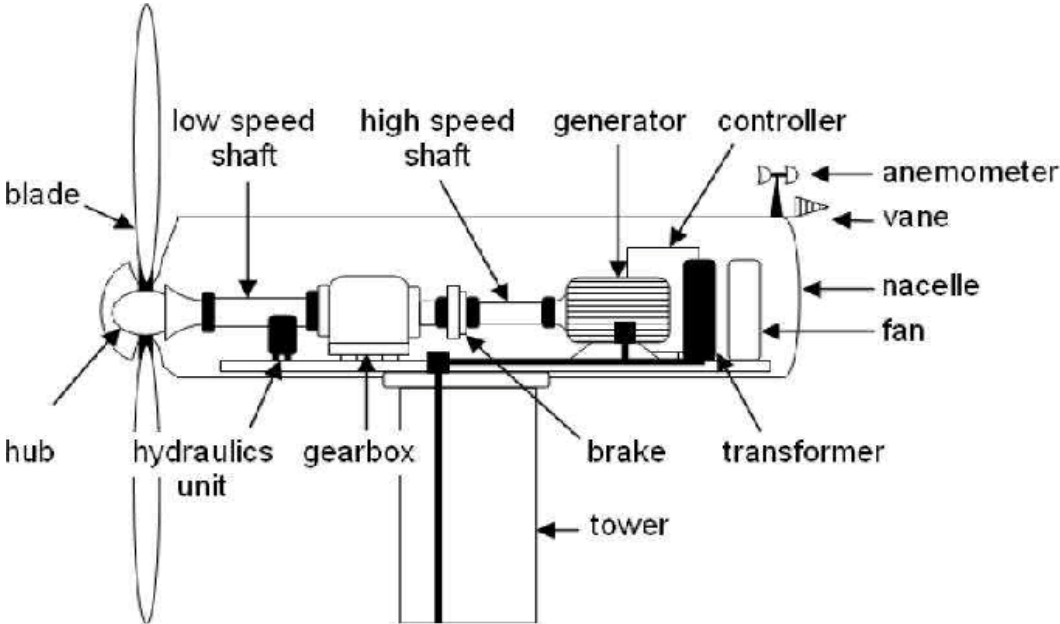 low speed
shaft
high speed
shaft
generator
controller
anemometer
blade
vane
nacelle
fan
hub
hydraulics
unit
gearbox
brake
transformer
tower